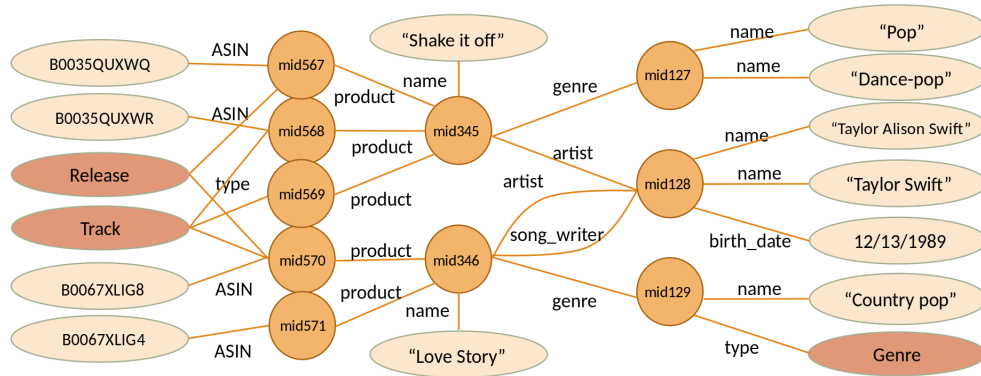 ASIN
B0035QUXWQ
mid567
“Shake it off”
name
“Pop”
name
“Dance-pop”
mid127
genre
name
product
ASIN
B0035QUXWR
mid568
mid345
product
name
“Taylor Alison Swift”
artist
Release
type
mid569
product
artist
mid128
name
“Taylor Swift”
Track
song_writer
birth_date
12/13/1989
product
mid570
mid346
B0067XLIG8
ASIN
product
name
genre
mid129
name
“Country pop”
mid571
B0067XLIG4
ASIN
“Love Story”
type
Genre